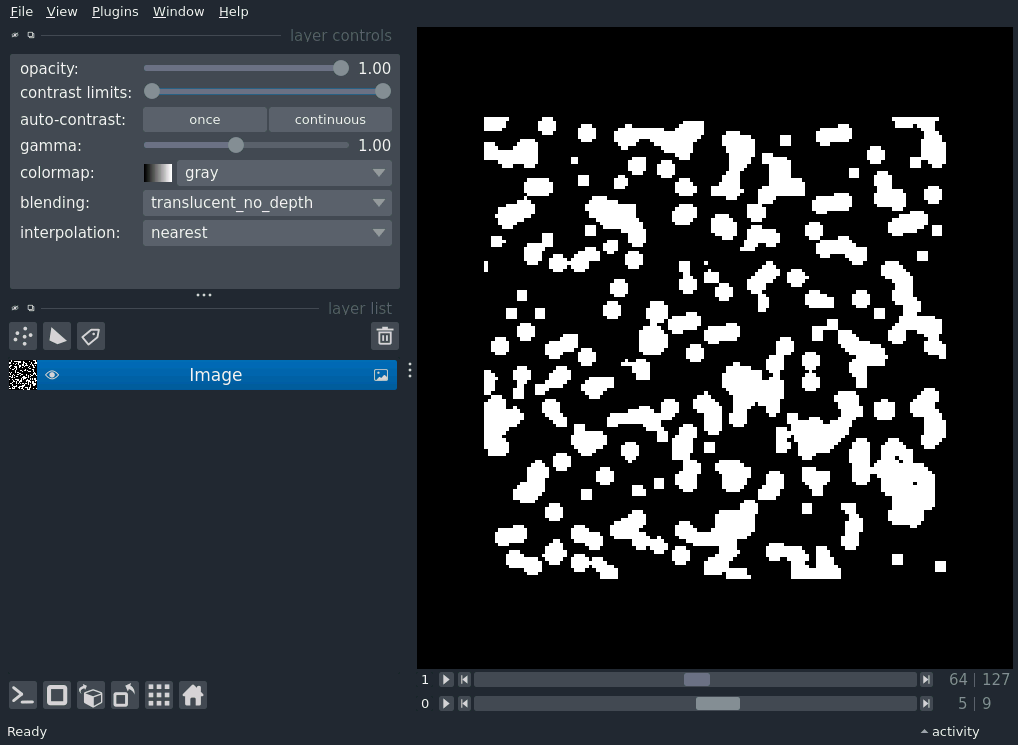 File View Plugins Window Help
layer controls
opacity: 1.00
contrast limits:
auto-contrast: once continuous
gamma: 1.00
colormap: gray
blending: translucent_no_depth
interpolation: nearest
layer list
Image
1 64 | 127
0 5 | 9
Ready activity